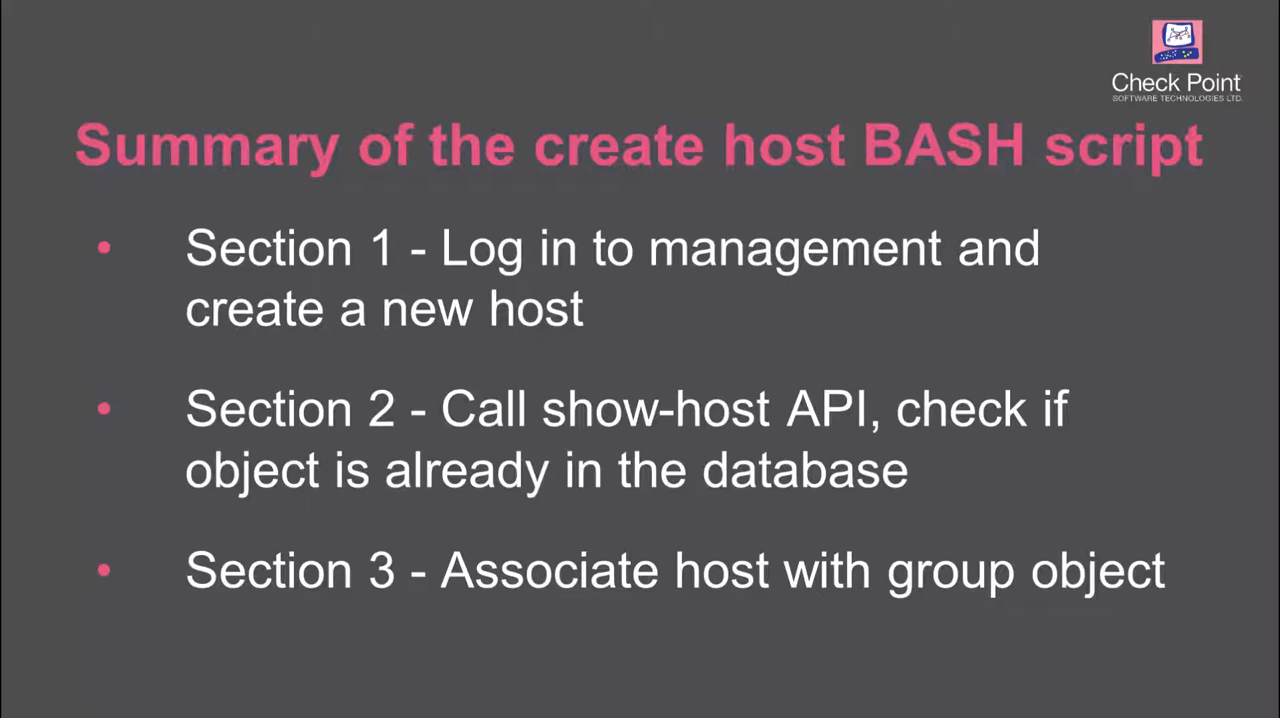 Check Point
SOFTWARE TECHNOLOGIES LTD.
Summary of the create host BASH script
• Section 1 - Log in to management and
create a new host
• Section 2 - Call show-host API, check if
object is already in the database
• Section 3 - Associate host with group object